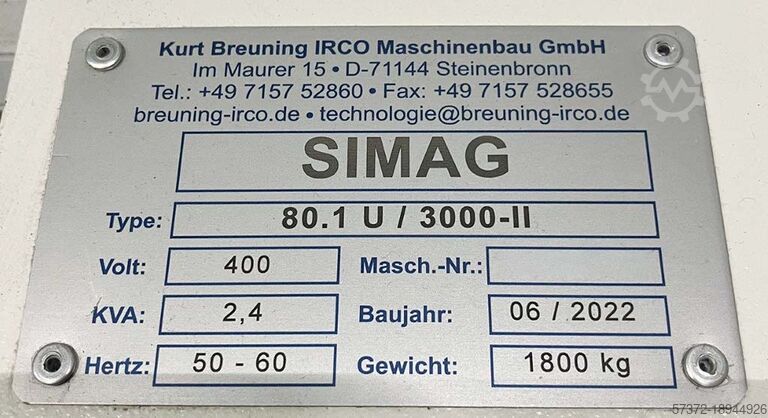 Kurt Breuning IRCO Maschinenbau GmbH
Im Maurer 15 • D-71144 Steinenbronn
Tel.: +49 7157 52860 • Fax: +49 7157 528655
breuning-irco.de • technologie@breuning-irco.de
SIMAG
Type: 80.1 U / 3000-II
Volt: 400 Masch.-Nr.:
KVA: 2,4 Baujahr: 06 / 2022
Hertz: 50 - 60 Gewicht: 1800 kg
57372-18944926